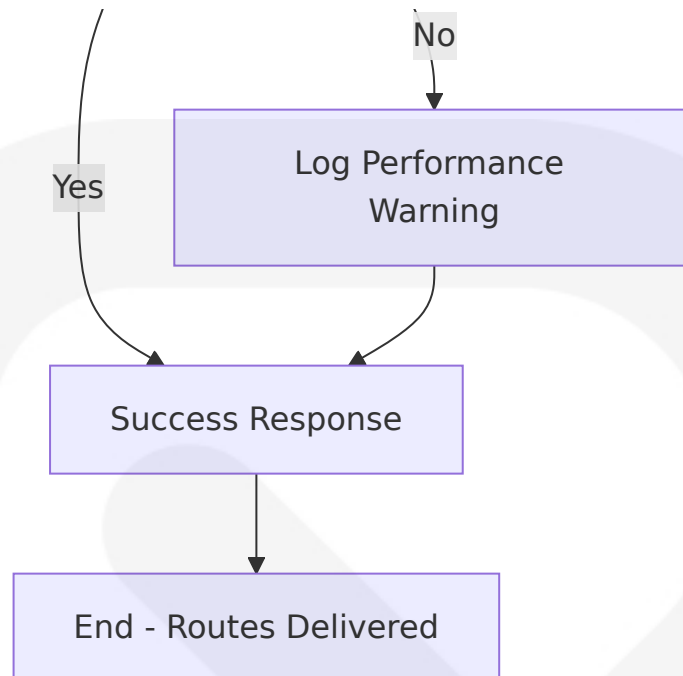 No
Yes
Log Performance
Warning
Success Response
End - Routes Delivered